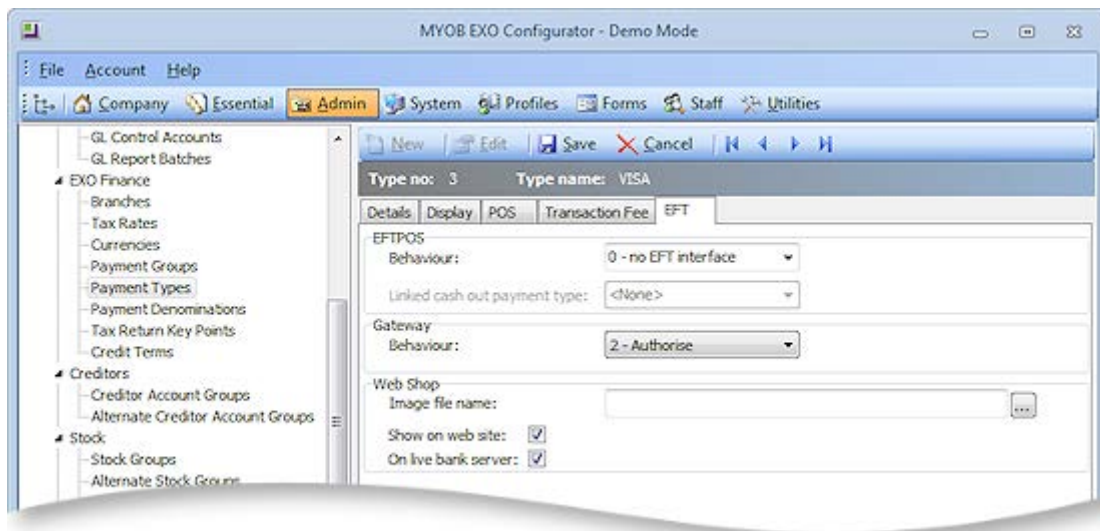 MYOB EXO Configurator - Demo Mode
File Account Help
Company Essential Admin System Profiles Forms Staff Utilities
GL Control Accounts
GL Report Batches
EXO Finance
Branches
Tax Rates
Currencies
Payment Groups
Payment Types
Payment Denominations
Tax Return Key Points
Credit Terms
Creditors
Creditor Account Groups
Alternate Creditor Account Groups
Stock
Stock Groups
Alternate Stock Groups
New Edit Save Cancel
Type no: 3 Type name: VISA
Details Display POS Transaction Fee EFT
EFTPOS
Behaviour: 0 - no EFT interface
Linked cash out payment type: <None>
Gateway
Behaviour: 2 - Authorise
Web Shop
Image file name: ...
Show on web site:
On live bank server: